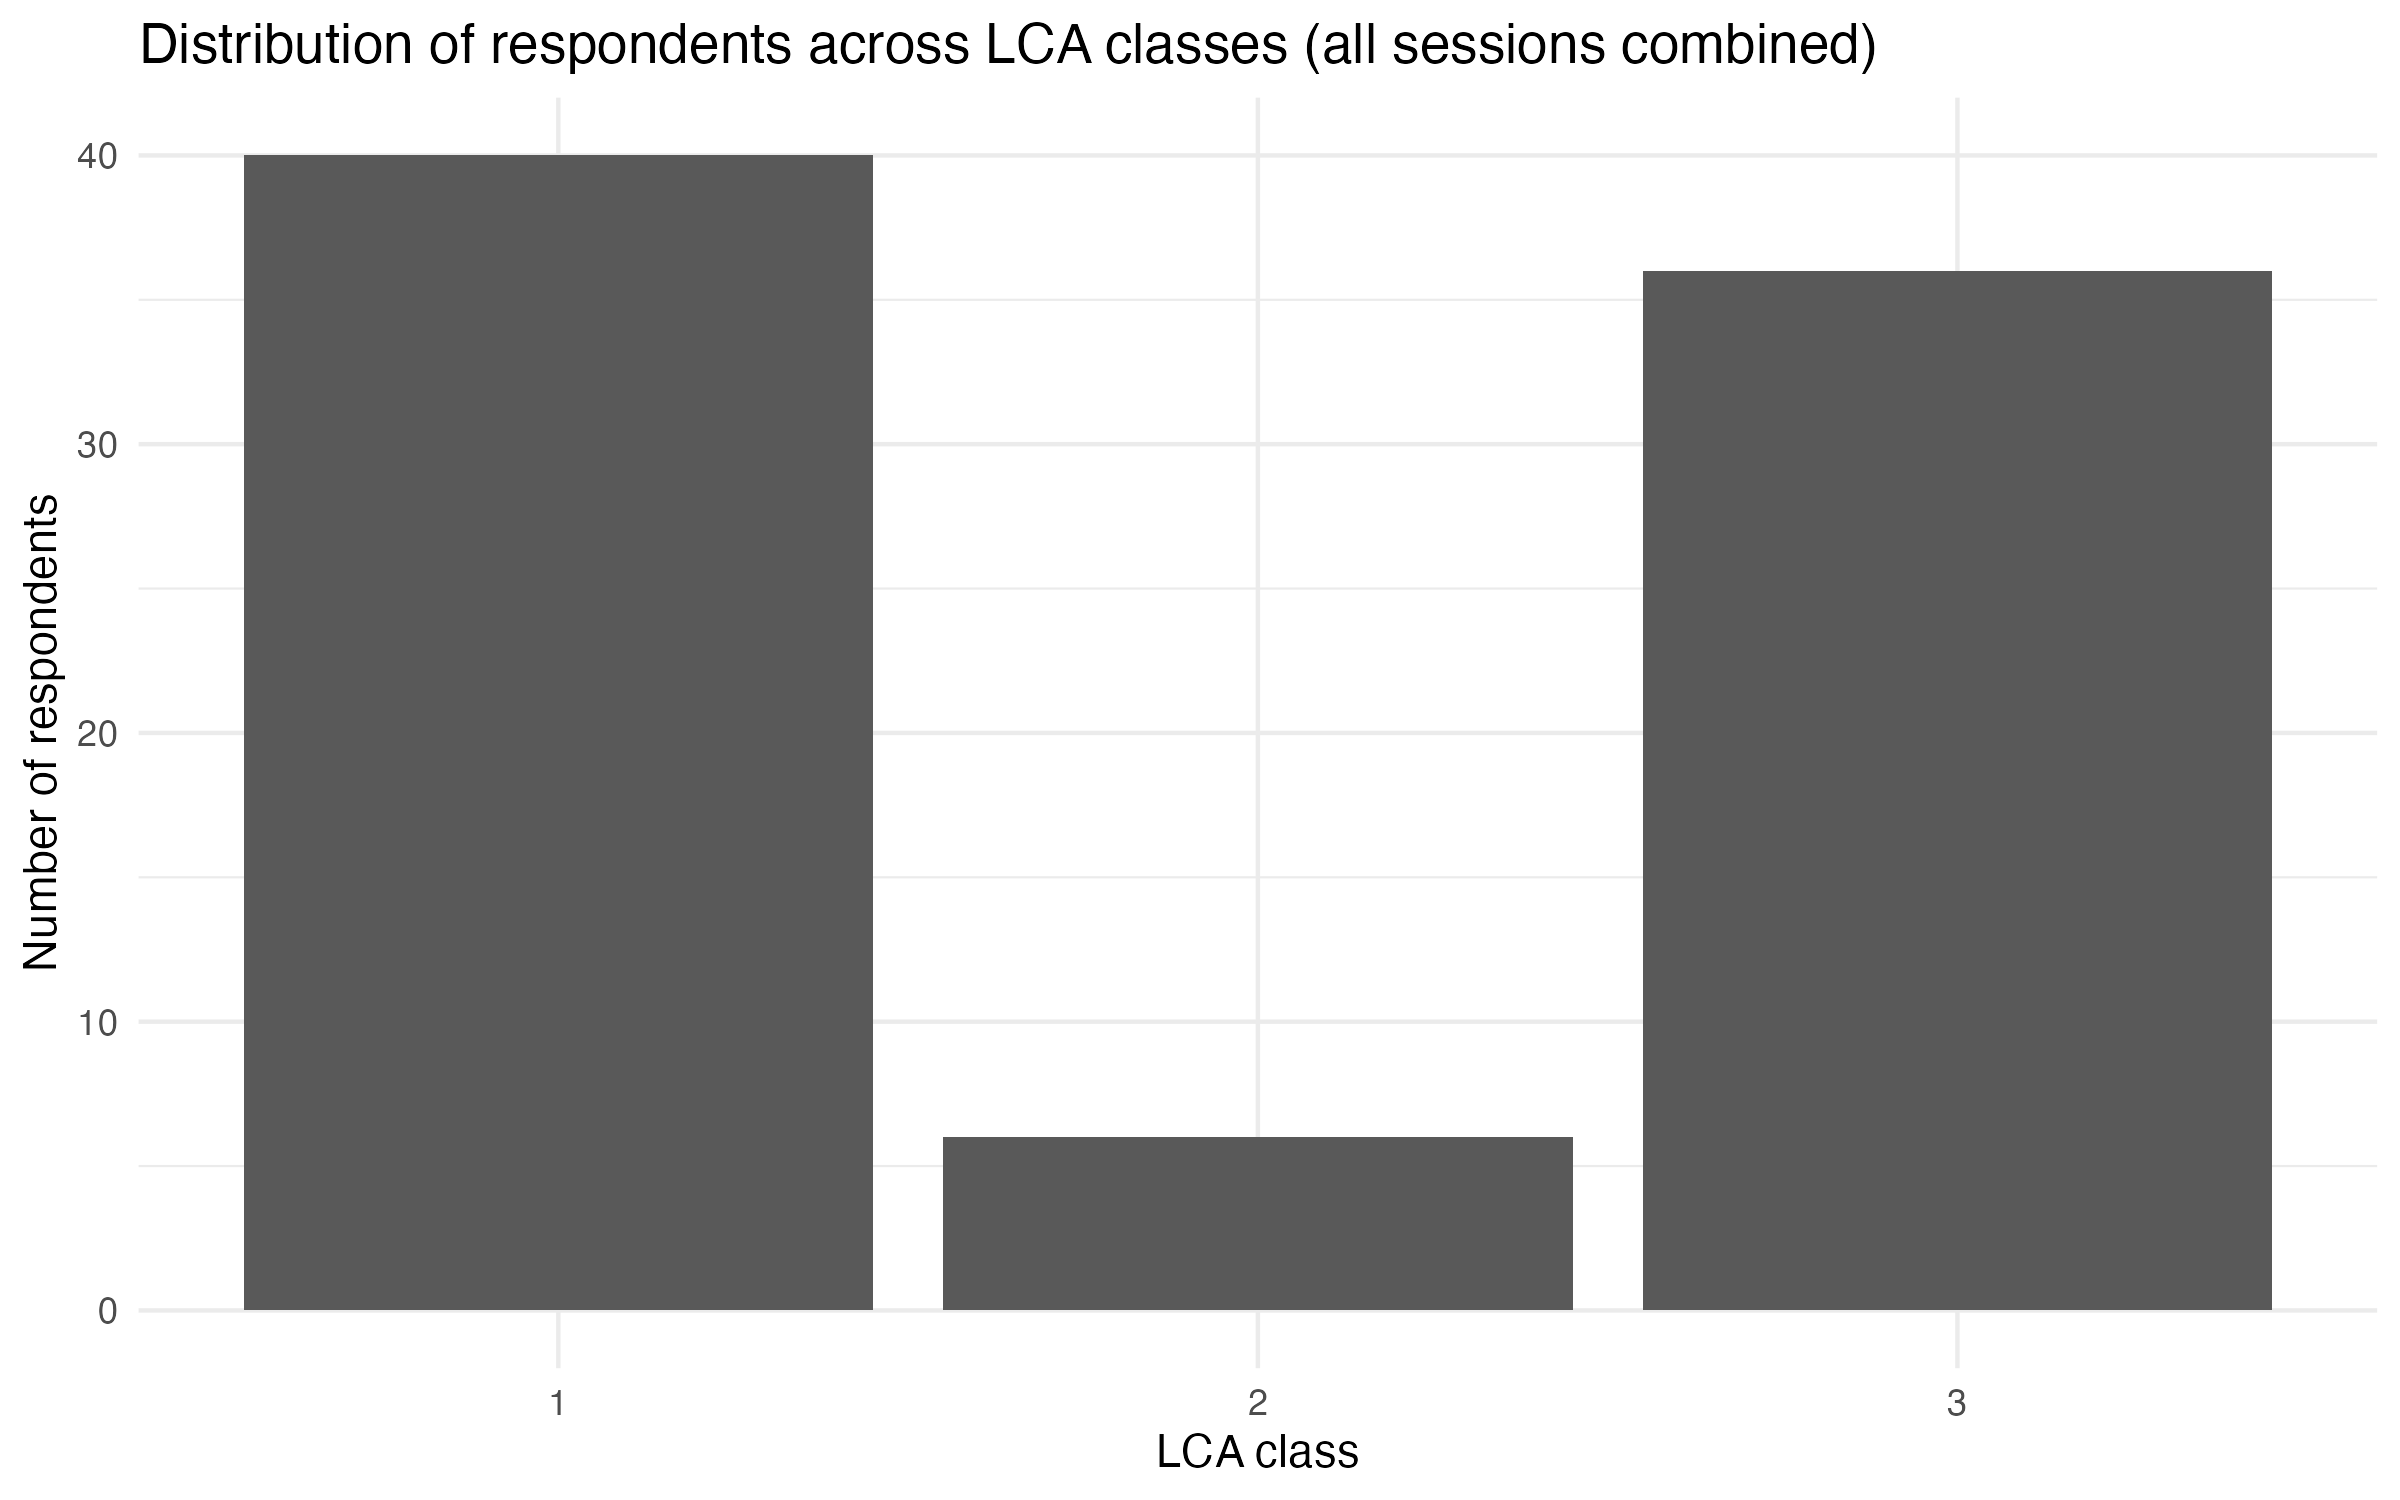 Distribution of respondents across LCA classes (all sessions combined)
Number of respondents
40
30
20
10
0
1
2
3
LCA class